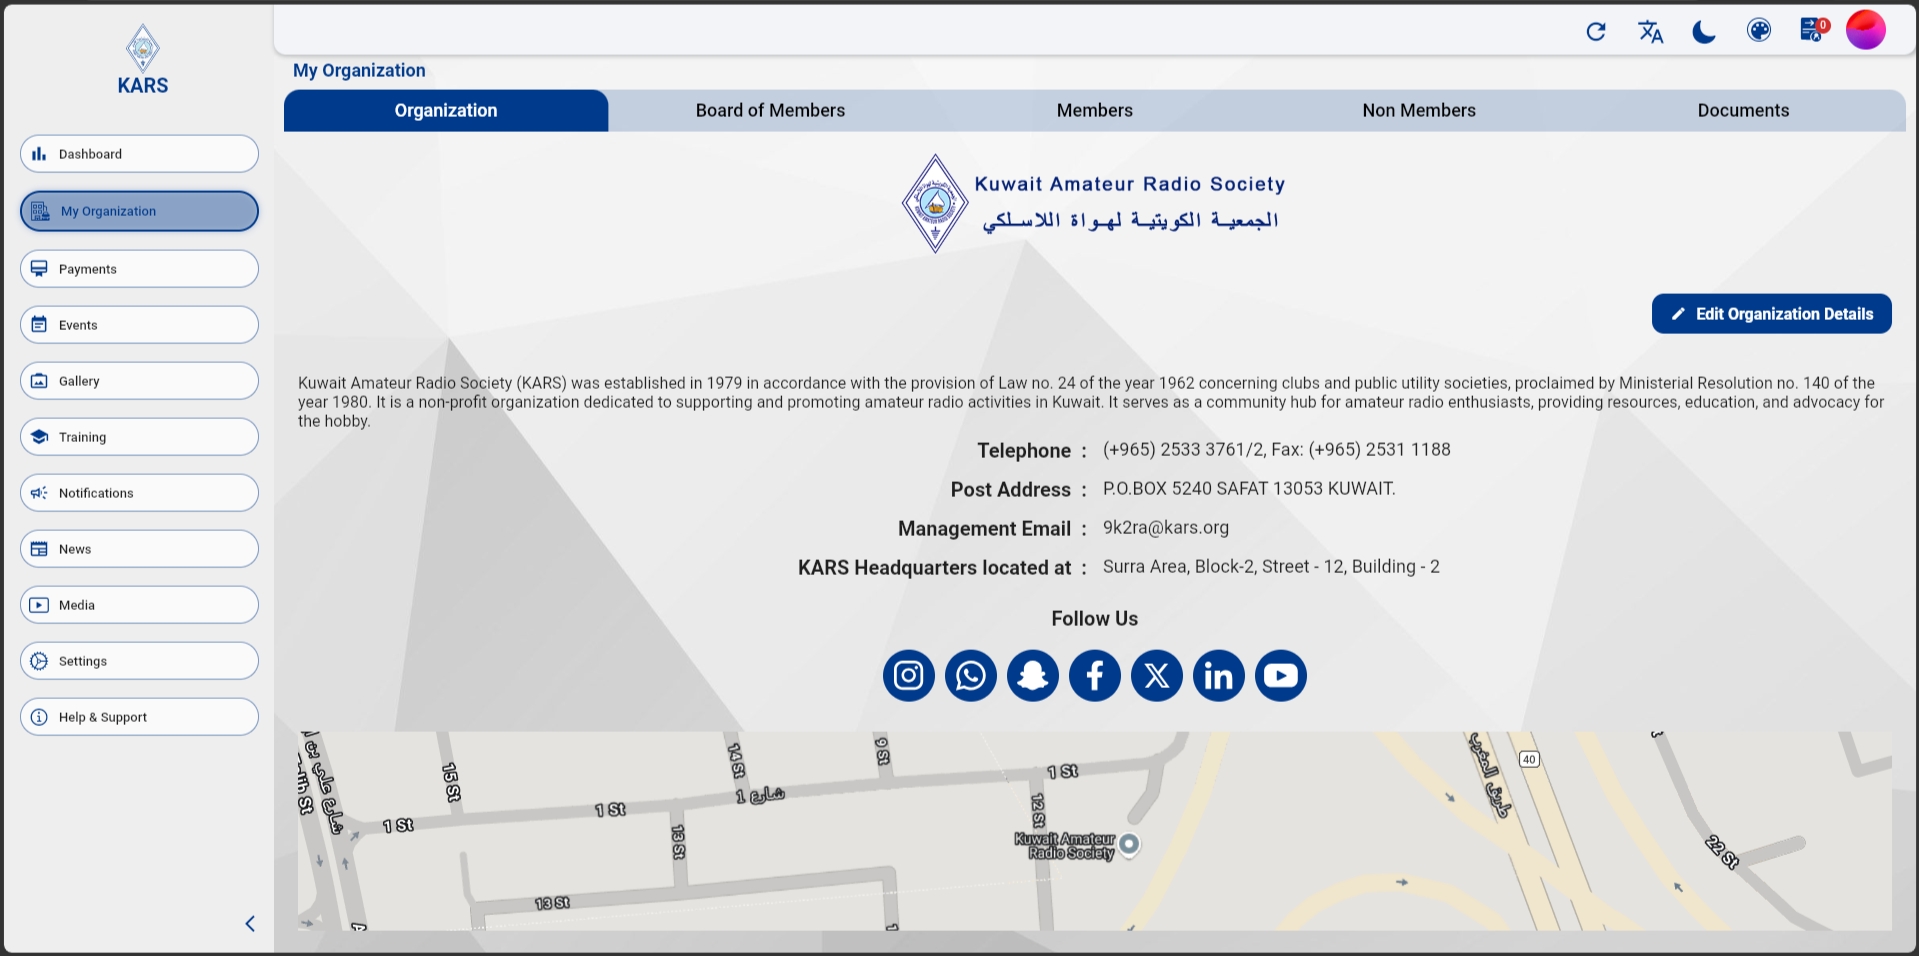 KARS
Dashboard
My Organization
Payments
Events
Gallery
Training
Notifications
News
Media
Settings
Help & Support
0
My Organization
Organization
Board of Members
Members
Non Members
Documents
Kuwait Amateur Radio Society
الجمعية الكويتية لهواة اللاسلكي
Edit Organization Details
Kuwait Amateur Radio Society (KARS) was established in 1979 in accordance with the provision of Law no. 24 of the year 1962 concerning clubs and public utility societies, proclaimed by Ministerial Resolution no. 140 of the
year 1980. It is a non-profit organization dedicated to supporting and promoting amateur radio activities in Kuwait. It serves as a community hub for amateur radio enthusiasts, providing resources, education, and advocacy for
the hobby.
Telephone : (+965) 2533 3761/2, Fax: (+965) 2531 1188
Post Address : P.O.BOX 5240 SAFAT 13053 KUWAIT.
Management Email : 9k2ra@kars.org
KARS Headquarters located at : Surra Area, Block-2, Street - 12, Building - 2
Follow Us
15 St
14 St
9 St
1 St
40
طريق المغرب
شارع علي بن
1 St
1 St
شارع 1
12 St
13 St
Kuwait Amateur
Radio Society
22 St
13 St